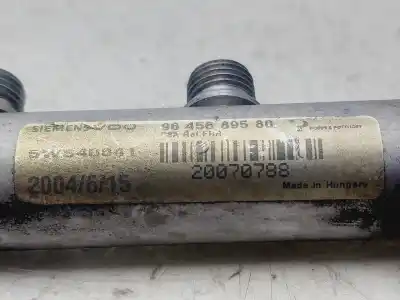 SIEMENS VDO 96 456 895 80
5WS40041
20070788
2004/6/15 Made in Hungary